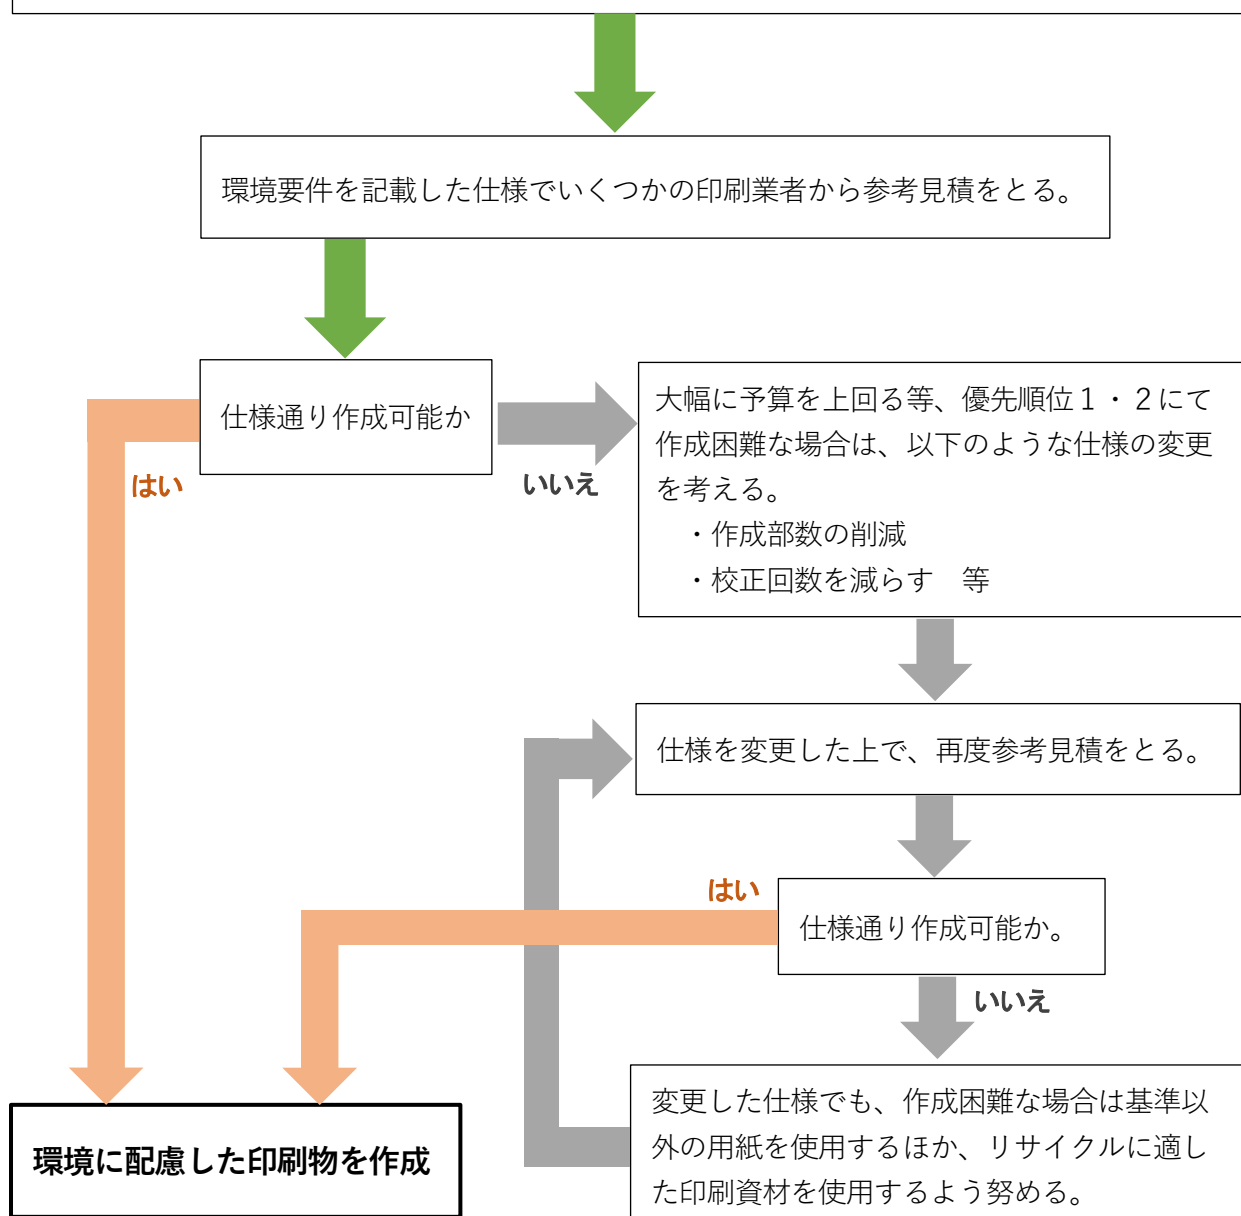 環境要件を記載した仕様でいくつかの印刷業者から参考見積をとる。
仕様通り作成可能か
はい
いいえ
大幅に予算を上回る等、優先順位１・２にて
作成困難な場合は、以下のような仕様の変更
を考える。
・作成部数の削減
・校正回数を減らす　等
仕様を変更した上で、再度参考見積をとる。
はい
仕様通り作成可能か。
いいえ
変更した仕様でも、作成困難な場合は基準以
外の用紙を使用するほか、リサイクルに適し
た印刷資材を使用するよう努める。
環境に配慮した印刷物を作成